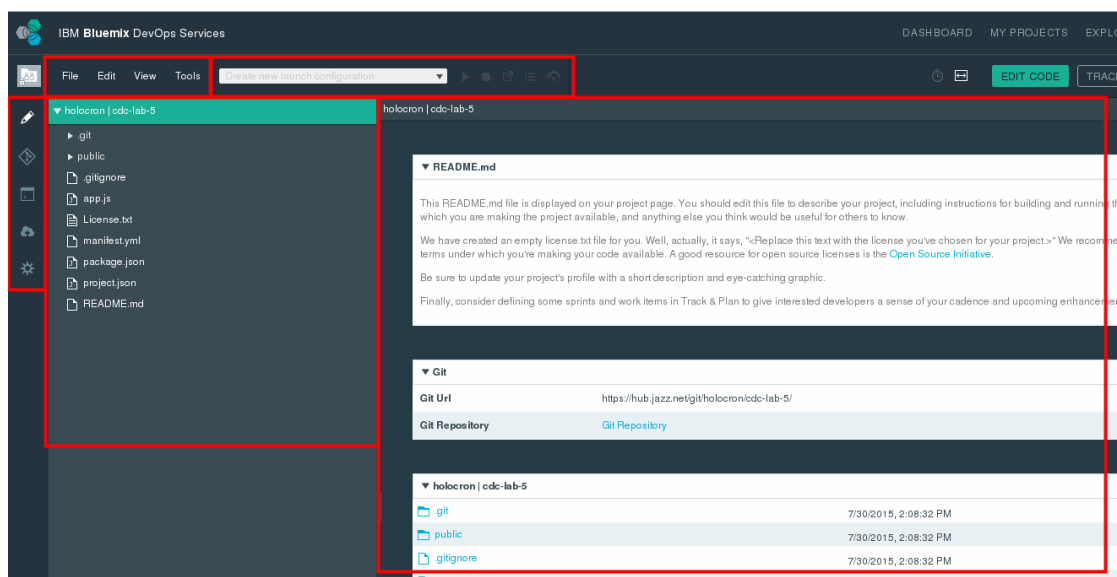 IBM Bluemix DevOps Services
DASHBOARD MY PROJECTS EXPLO
File Edit View Tools Create new launch configuration
EDIT CODE TRACK
holocron | cdc-lab-5
.git
public
.gitignore
app.js
License.txt
manifest.yml
package.json
project.json
README.md
holocron | cdc-lab-5
README.md
This README.md file is displayed on your project page. You should edit this file to describe your project, including instructions for building and running th
which you are making the project available, and anything else you think would be useful for others to know.
We have created an empty license.txt file for you. Well, actually, it says, "<Replace this text with the license you've chosen for your project.>" We recomme
terms under which you're making your code available. A good resource for open source licenses is the Open Source Initiative.
Be sure to update your project's profile with a short description and eye-catching graphic.
Finally, consider defining some sprints and work items in Track & Plan to give interested developers a sense of your cadence and upcoming enhancemen
Git
Git Url https://hub.jazz.net/git/holocron/cdc-lab-5/
Git Repository Git Repository
holocron | cdc-lab-5
.git 7/30/2015, 2:08:32 PM
public 7/30/2015, 2:08:32 PM
.gitignore 7/30/2015, 2:08:32 PM